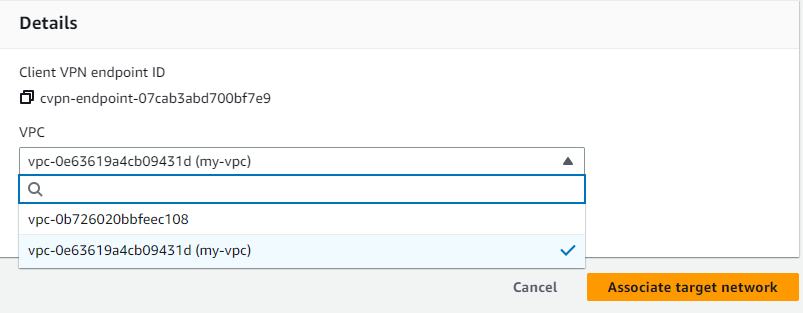 Details
Client VPN endpoint ID
cvpn-endpoint-07cab3abd700bf7e9
VPC
vpc-0e63619a4cb09431d (my-vpc)
vpc-0b726020bbfeec108
vpc-0e63619a4cb09431d (my-vpc)
Cancel Associate target network